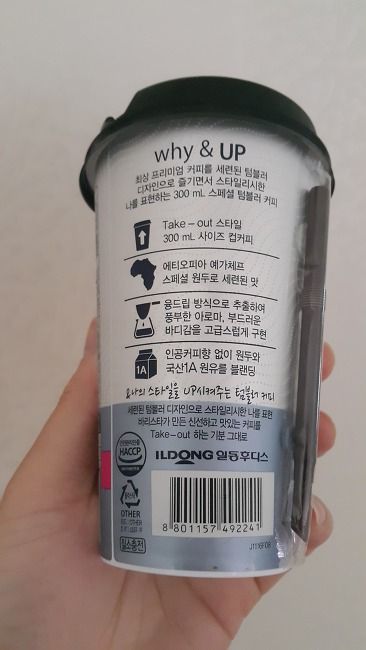 why & UP
최상 프리미엄 커피를 세련된 텀블러
디자인으로 즐기면서 스타일리시한
나를 표현하는 300 mL 스페셜 텀블러 커피
Take-out 스타일
300 mL 사이즈 컵커피
에티오피아 예가체프
스페셜 원두로 세련된 맛
융드립 방식으로 추출하여
풍부한 아로마, 부드러운
바디감을 고급스럽게 구현
1A
인공커피향 없이 원두와
국산1A 원유를 블랜딩
&나의 스타일을 UP시켜주는 텀블러 커피
세련된 텀블러 디자인으로 스타일리시한 나를 표현
바리스타가 만든 신선하고 맛있는 커피를
Take-out 하는 기분 그대로
HACCP
ILDONG 일동후디스
OTHER
질소충전
8 801157 492241